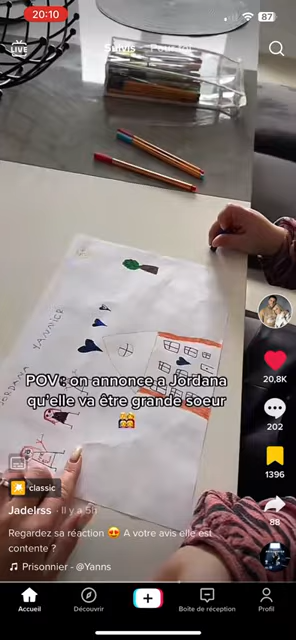 20:10
87
LIVE
Suivis
Pour toi
YANNIER
JORDANA
POV : on annonce a Jordana
qu'elle va être grande soeur
20,8K
202
1396
88
classic
Jadelrss · Il y a 5h
Regardez sa réaction 😍 A votre avis elle est
contente ?
Prisonnier - @Yanns
Accueil
Découvrir
Boîte de réception
Profil